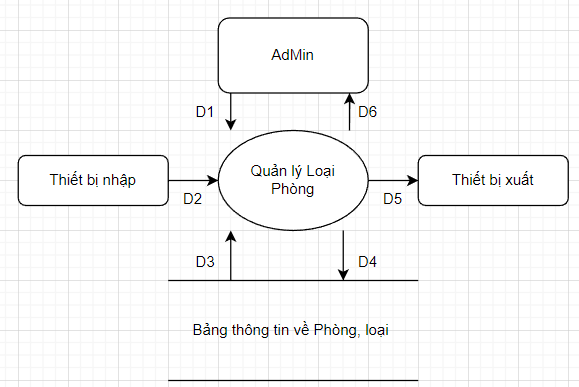 AdMin
D1
D6
Thiết bị nhập
D2
Quản lý Loại
Phòng
D5
Thiết bị xuất
D3
D4
Bảng thông tin về Phòng, loại